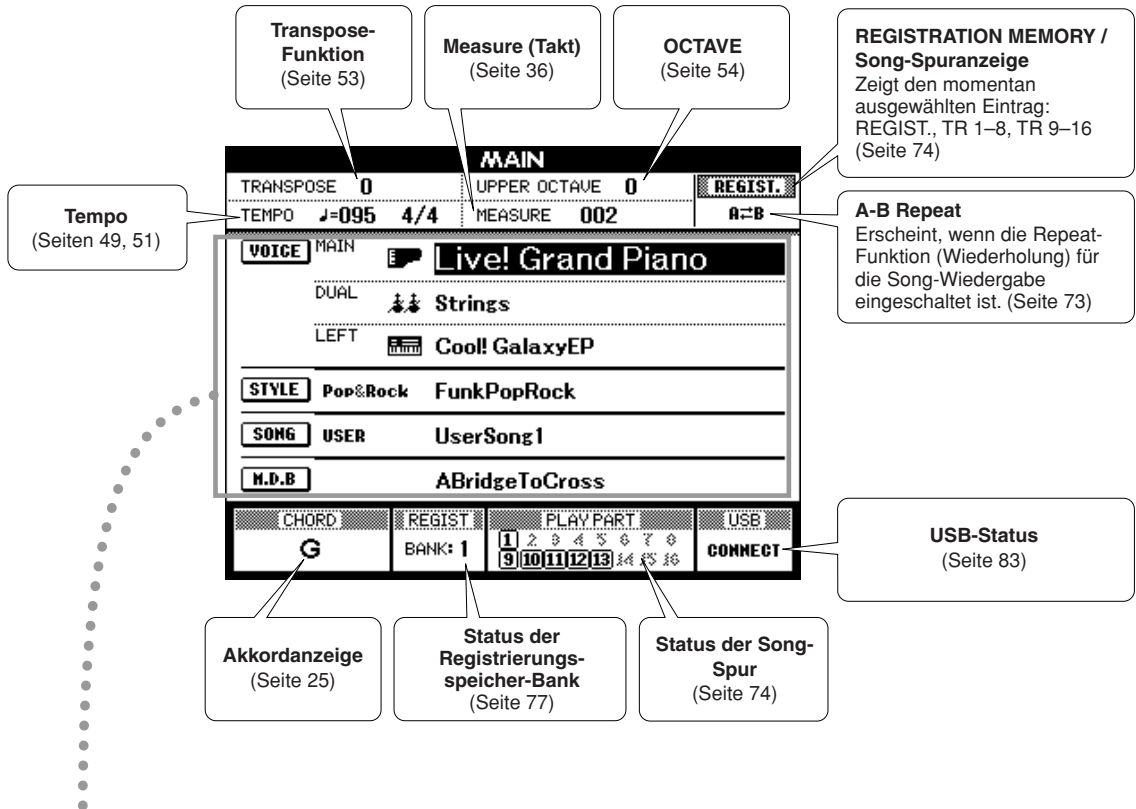 Transpose-
Funktion
(Seite 53)
Measure (Takt)
(Seite 36)
OCTAVE
(Seite 54)
REGISTRATION MEMORY /
Song-Spuranzeige
Zeigt den momentan
ausgewählten Eintrag:
REGIST., TR 1–8, TR 9–16
(Seite 74)
Tempo
(Seiten 49, 51)
A-B Repeat
Erscheint, wenn die Repeat-
Funktion (Wiederholung) für
die Song-Wiedergabe
eingeschaltet ist. (Seite 73)
MAIN
TRANSPOSE 0 UPPER OCTAVE 0 REGIST.
TEMPO ♩=095 4/4 MEASURE 002 A⇄B
VOICE MAIN Live! Grand Piano
DUAL Strings
LEFT Cool! GalaxyEP
STYLE Pop&Rock FunkPopRock
SONG USER UserSong1
M.D.B ABridgeToCross
CHORD REGIST PLAY PART USB
G BANK: 1 1 2 3 4 5 6 7 8 CONNECT
9 10 11 12 13 14 15 16
USB-Status
(Seite 83)
Akkordanzeige
(Seite 25)
Status der
Registrierungs-
speicher-Bank
(Seite 77)
Status der Song-
Spur
(Seite 74)